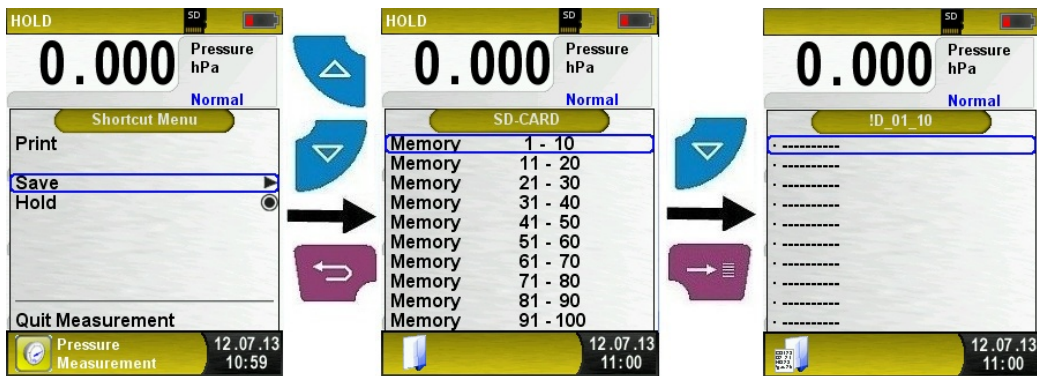 HOLD
SD
0.000
Pressure
hPa
Normal
Shortcut Menu
Print
Save
Hold
Quit Measurement
Pressure
Measurement
12.07.13
10:59
HOLD
SD
0.000
Pressure
hPa
Normal
SD-CARD
Memory 1 - 10
Memory 11 - 20
Memory 21 - 30
Memory 31 - 40
Memory 41 - 50
Memory 51 - 60
Memory 61 - 70
Memory 71 - 80
Memory 81 - 90
Memory 91 - 100
12.07.13
11:00
SD
0.000
Pressure
hPa
Normal
!D_01_10
· ----------
· ----------
· ----------
· ----------
· ----------
· ----------
· ----------
· ----------
· ----------
· ----------
12.07.13
11:00